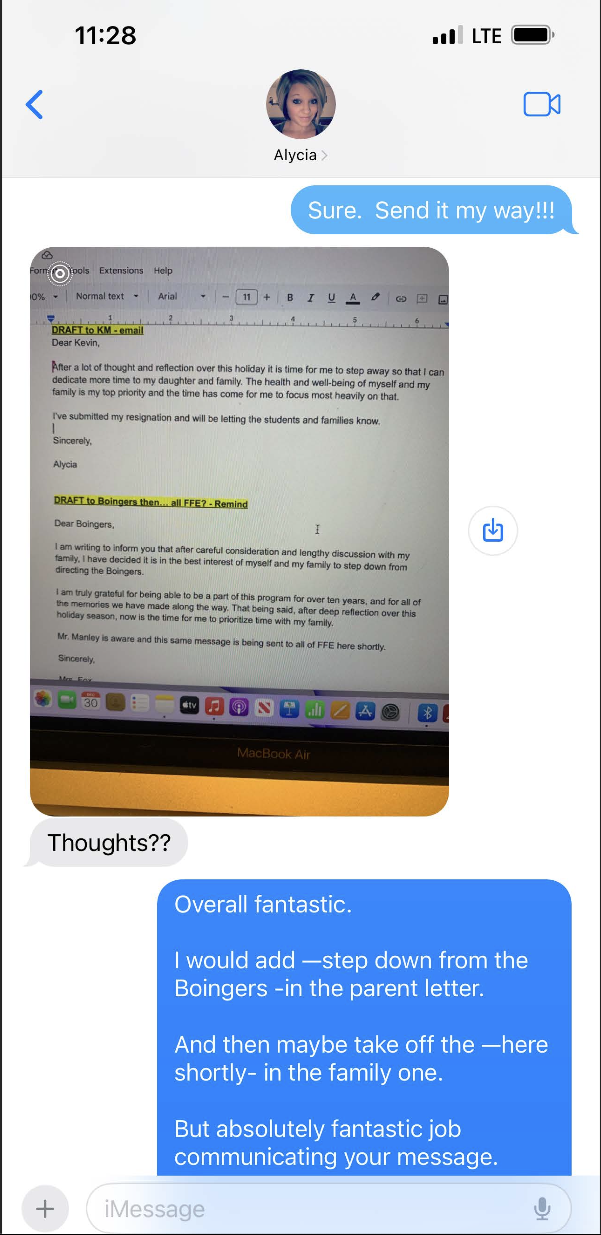 11:28
LTE
Alycia
Sure.  Send it my way!!!
Tools Extensions Help
Normal text Arial 11 B I U A
1 2 3 4 5 6
DRAFT to KM - email
Dear Kevin,
After a lot of thought and reflection over this holiday it is time for me to step away so that I can
dedicate more time to my daughter and family. The health and well-being of myself and my
family is my top priority and the time has come for me to focus most heavily on that.
I've submitted my resignation and will be letting the students and families know.
Sincerely,
Alycia
DRAFT to Boingers then... all FFE? - Remind
Dear Boingers,
I am writing to inform you that after careful consideration and lengthy discussion with my
family, I have decided it is in the best interest of myself and my family to step down from
directing the Boingers.
I am truly grateful for being able to be a part of this program for over ten years, and for all of
the memories we have made along the way. That being said, after deep reflection over this
holiday season, now is the time for me to prioritize time with my family.
Mr. Manley is aware and this same message is being sent to all of FFE here shortly.
Sincerely,
Mrs. Fox
30 tv
MacBook Air
Thoughts??
Overall fantastic.
I would add —step down from the
Boingers -in the parent letter.
And then maybe take off the —here
shortly- in the family one.
But absolutely fantastic job
communicating your message.
iMessage